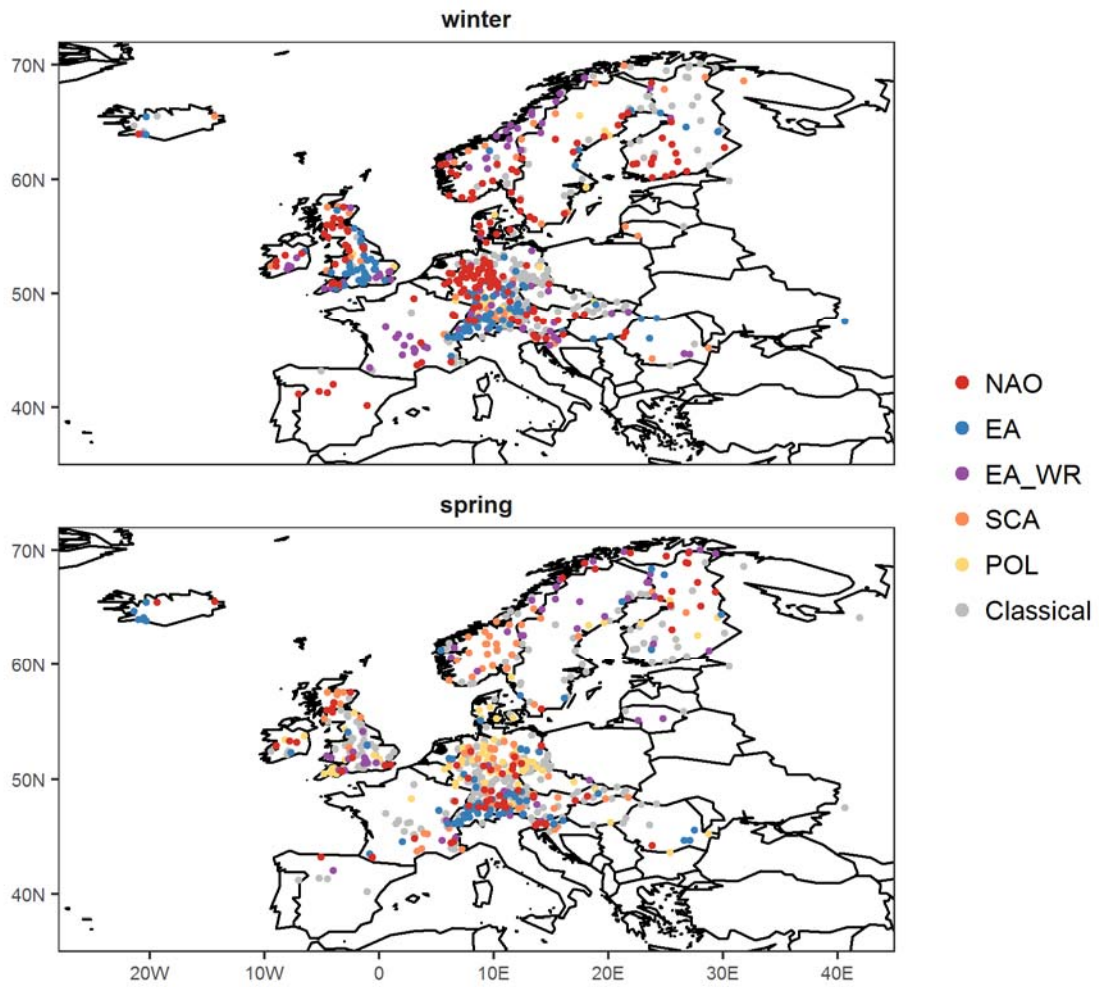 winter
70N
60N
50N
40N
NAO
EA
EA_WR
SCA
POL
Classical
spring
70N
60N
50N
40N
20W 10W 0 10E 20E 30E 40E